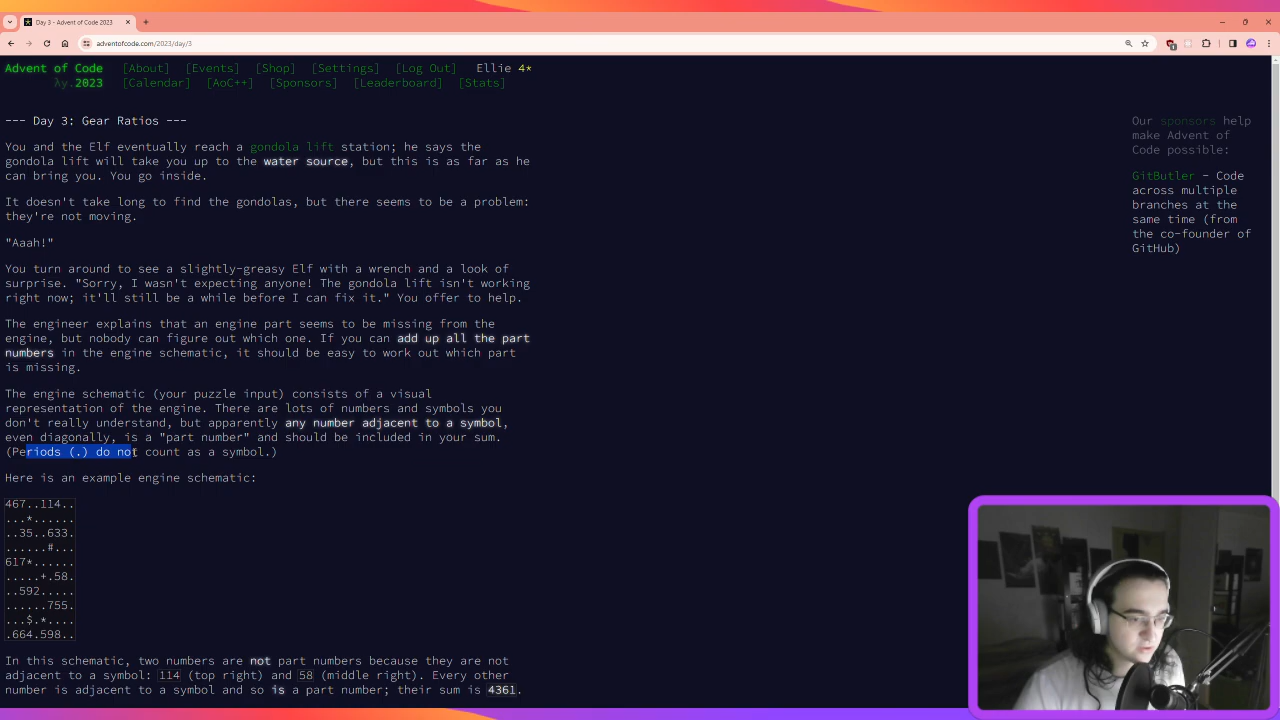 Day 3 - Advent of Code 2023
adventofcode.com/2023/day/3
Advent of Code [About] [Events] [Shop] [Settings] [Log Out] Ellie 4*
λy.2023 [Calendar] [AoC++] [Sponsors] [Leaderboard] [Stats]
--- Day 3: Gear Ratios ---
You and the Elf eventually reach a gondola lift station; he says the
gondola lift will take you up to the water source, but this is as far as he
can bring you. You go inside.
It doesn't take long to find the gondolas, but there seems to be a problem:
they're not moving.
"Aaah!"
You turn around to see a slightly-greasy Elf with a wrench and a look of
surprise. "Sorry, I wasn't expecting anyone! The gondola lift isn't working
right now; it'll still be a while before I can fix it." You offer to help.
The engineer explains that an engine part seems to be missing from the
engine, but nobody can figure out which one. If you can add up all the part
numbers in the engine schematic, it should be easy to work out which part
is missing.
The engine schematic (your puzzle input) consists of a visual
representation of the engine. There are lots of numbers and symbols you
don't really understand, but apparently any number adjacent to a symbol,
even diagonally, is a "part number" and should be included in your sum.
(Periods (.) do not count as a symbol.)
Here is an example engine schematic:
467..114..
...*......
..35..633.
......#...
617*......
.....+.58.
..592.....
......755.
...$.*....
.664.598..
In this schematic, two numbers are not part numbers because they are not
adjacent to a symbol: 114 (top right) and 58 (middle right). Every other
number is adjacent to a symbol and so is a part number; their sum is 4361.
Our sponsors help
make Advent of
Code possible:
GitButler - Code
across multiple
branches at the
same time (from
the co-founder of
GitHub)